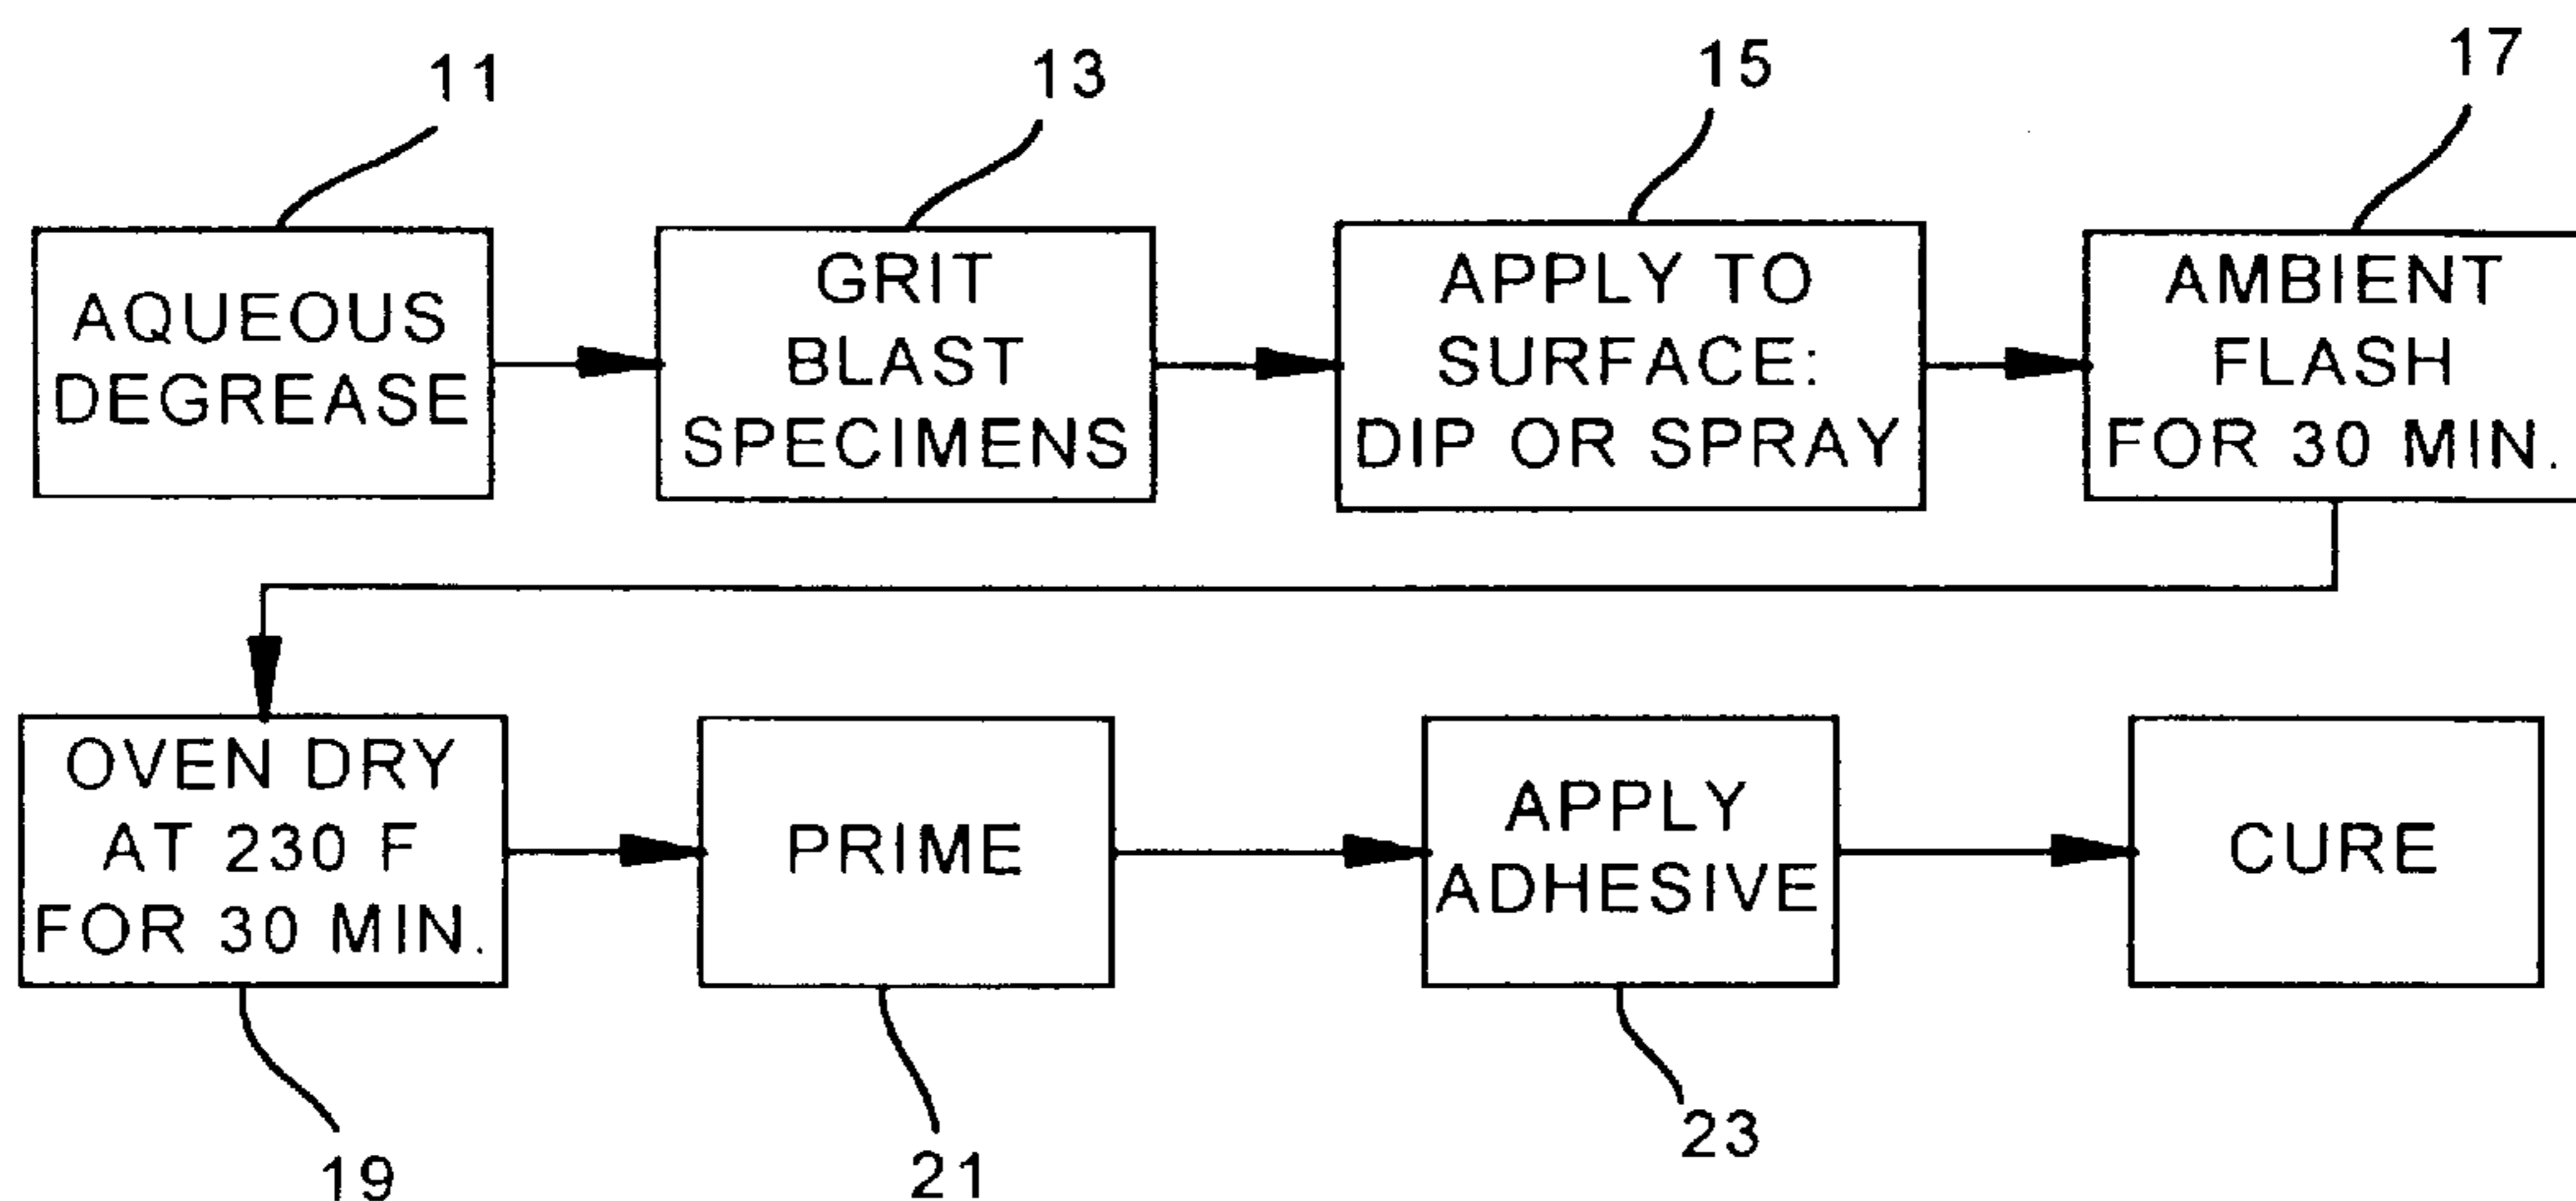 11
13
15
17
AQUEOUS
DEGREASE
GRIT
BLAST
SPECIMENS
APPLY TO
SURFACE:
DIP OR SPRAY
AMBIENT
FLASH
FOR 30 MIN.
OVEN DRY
AT 230 F
FOR 30 MIN.
PRIME
APPLY
ADHESIVE
CURE
19
21
23